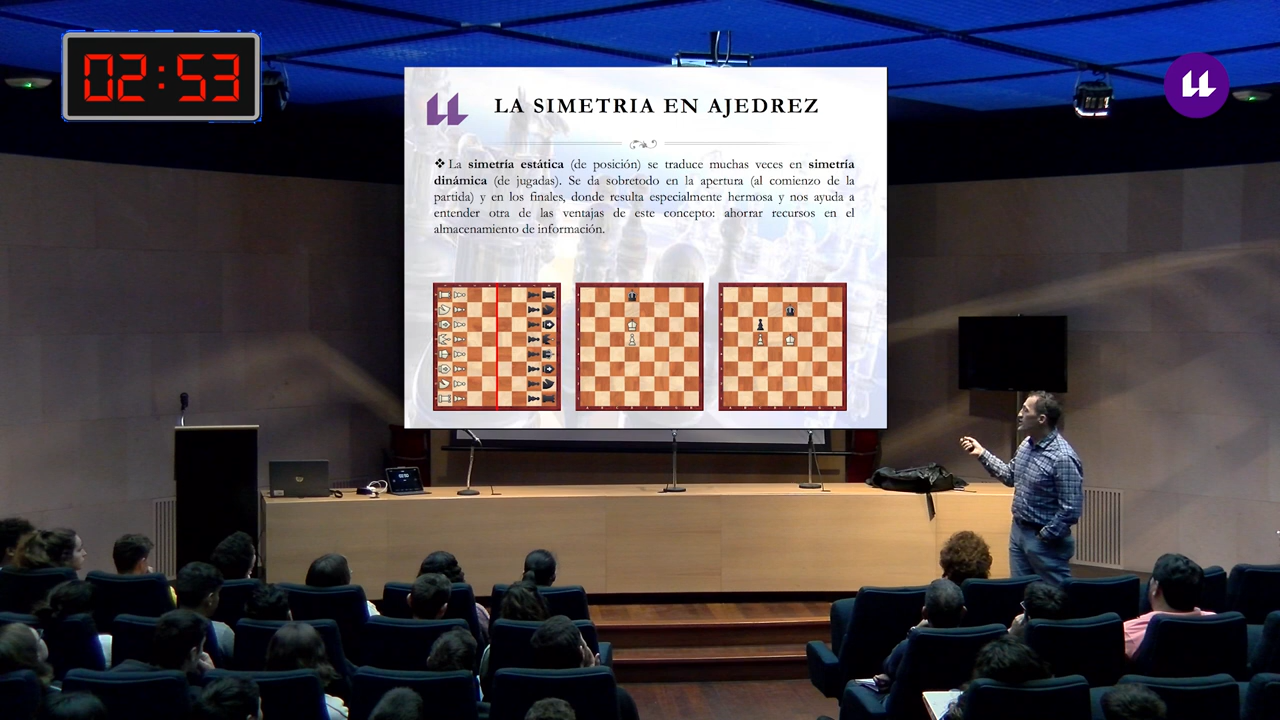 02:53
LA SIMETRIA EN AJEDREZ
❖ La simetría estática (de posición) se traduce muchas veces en simetría
dinámica (de jugadas). Se da sobretodo en la apertura (al comienzo de la
partida) y en los finales, donde resulta especialmente hermosa y nos ayuda a
entender otra de las ventajas de este concepto: ahorrar recursos en el
almacenamiento de información.